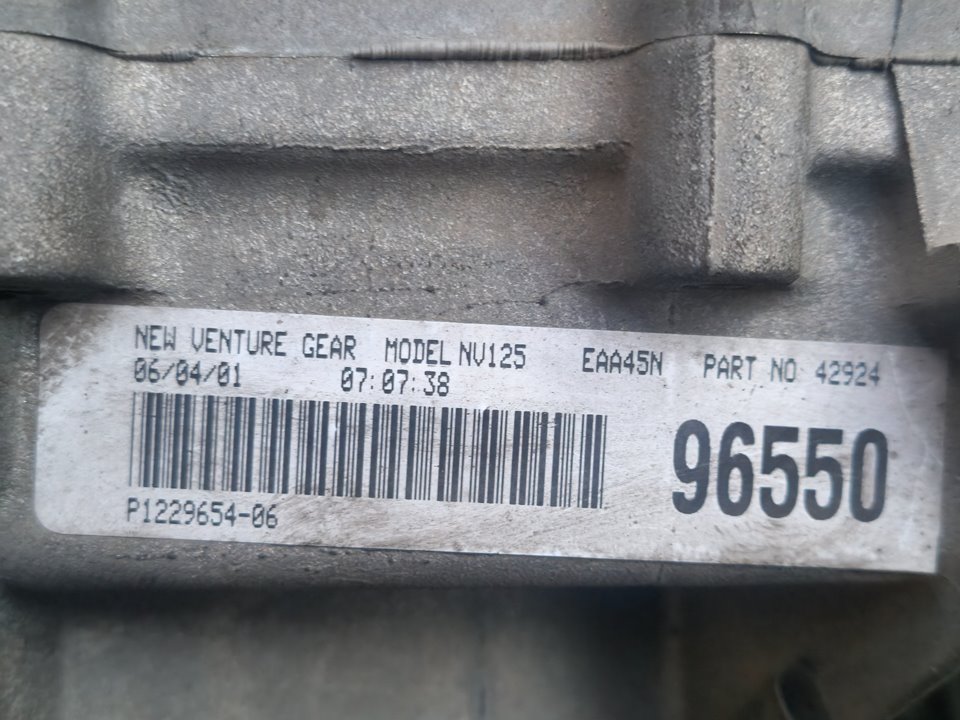 NEW VENTURE GEAR MODEL NV125 EAA45N PART NO 42924
06/04/01 07:07:38
96550
P1229654-06